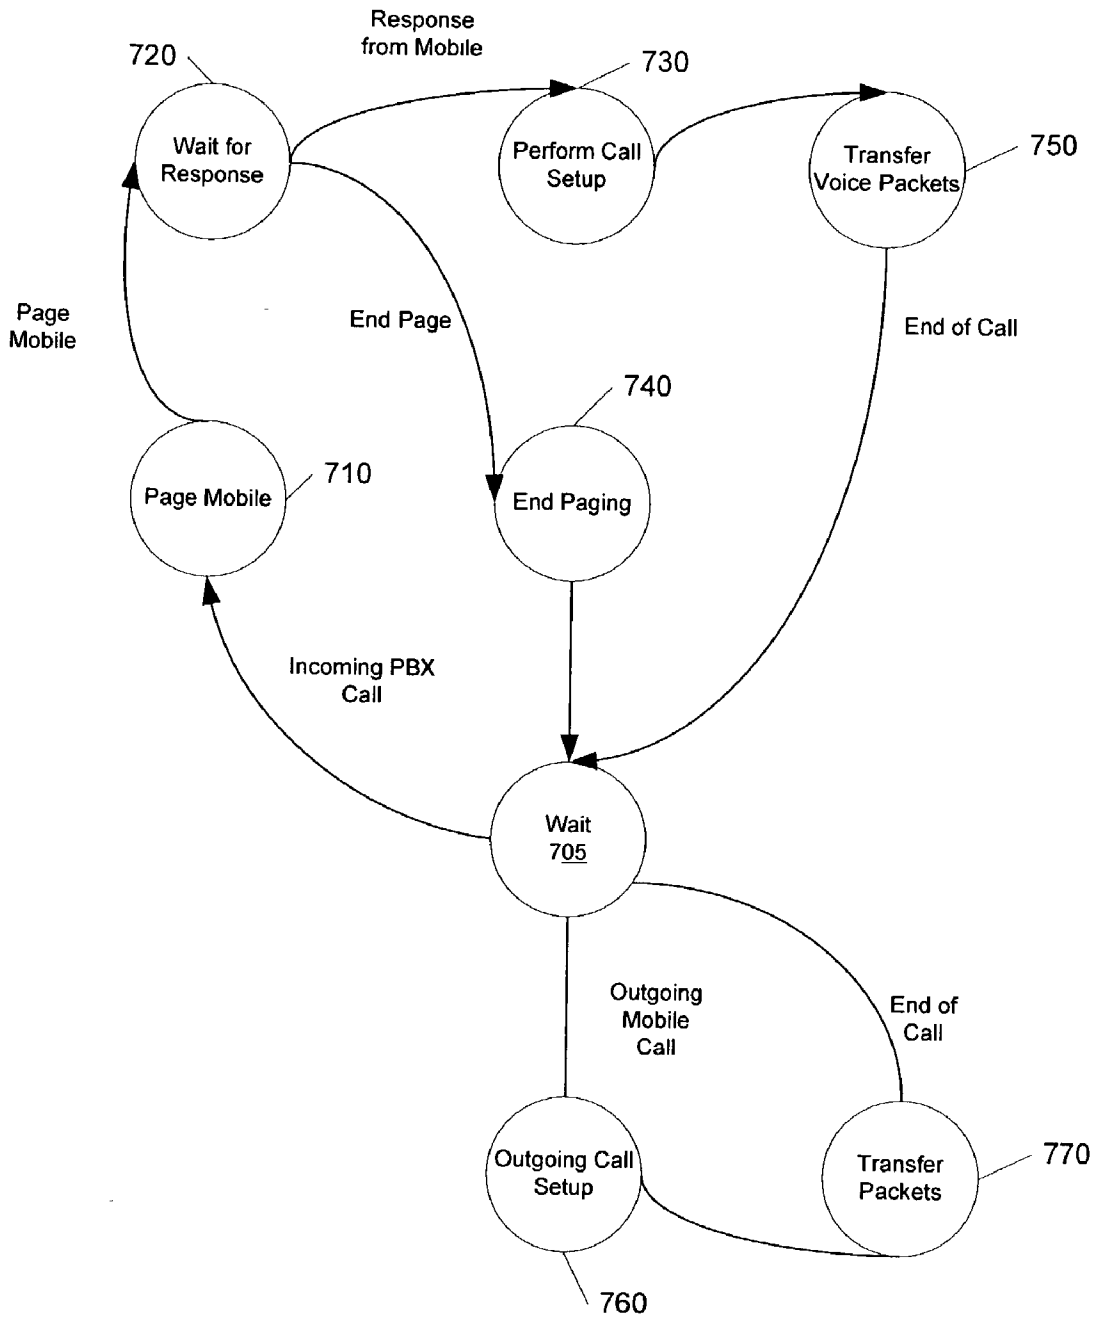 Response
from Mobile
720
730
Wait for
Response
Perform Call
Setup
Transfer
Voice Packets
750
Page
Mobile
End Page
End of Call
740
710
Page Mobile
End Paging
Incoming PBX
Call
Wait
705
Outgoing
Mobile
Call
End of
Call
Outgoing Call
Setup
Transfer
Packets
770
760